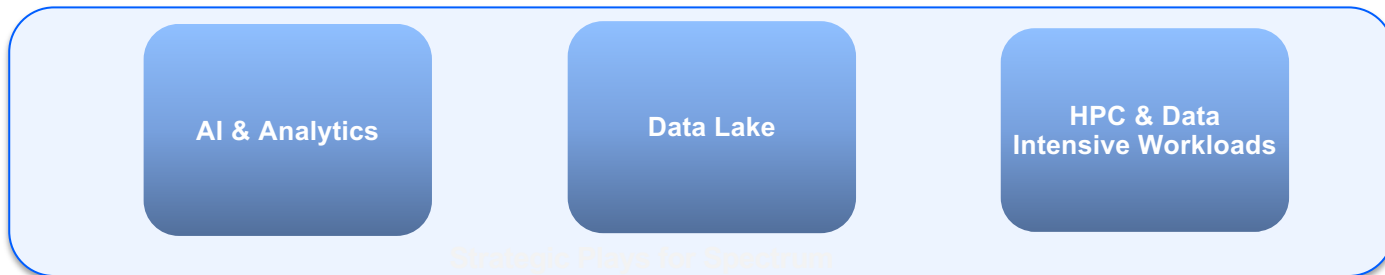 AI & Analytics
Data Lake
HPC & Data
Intensive Workloads